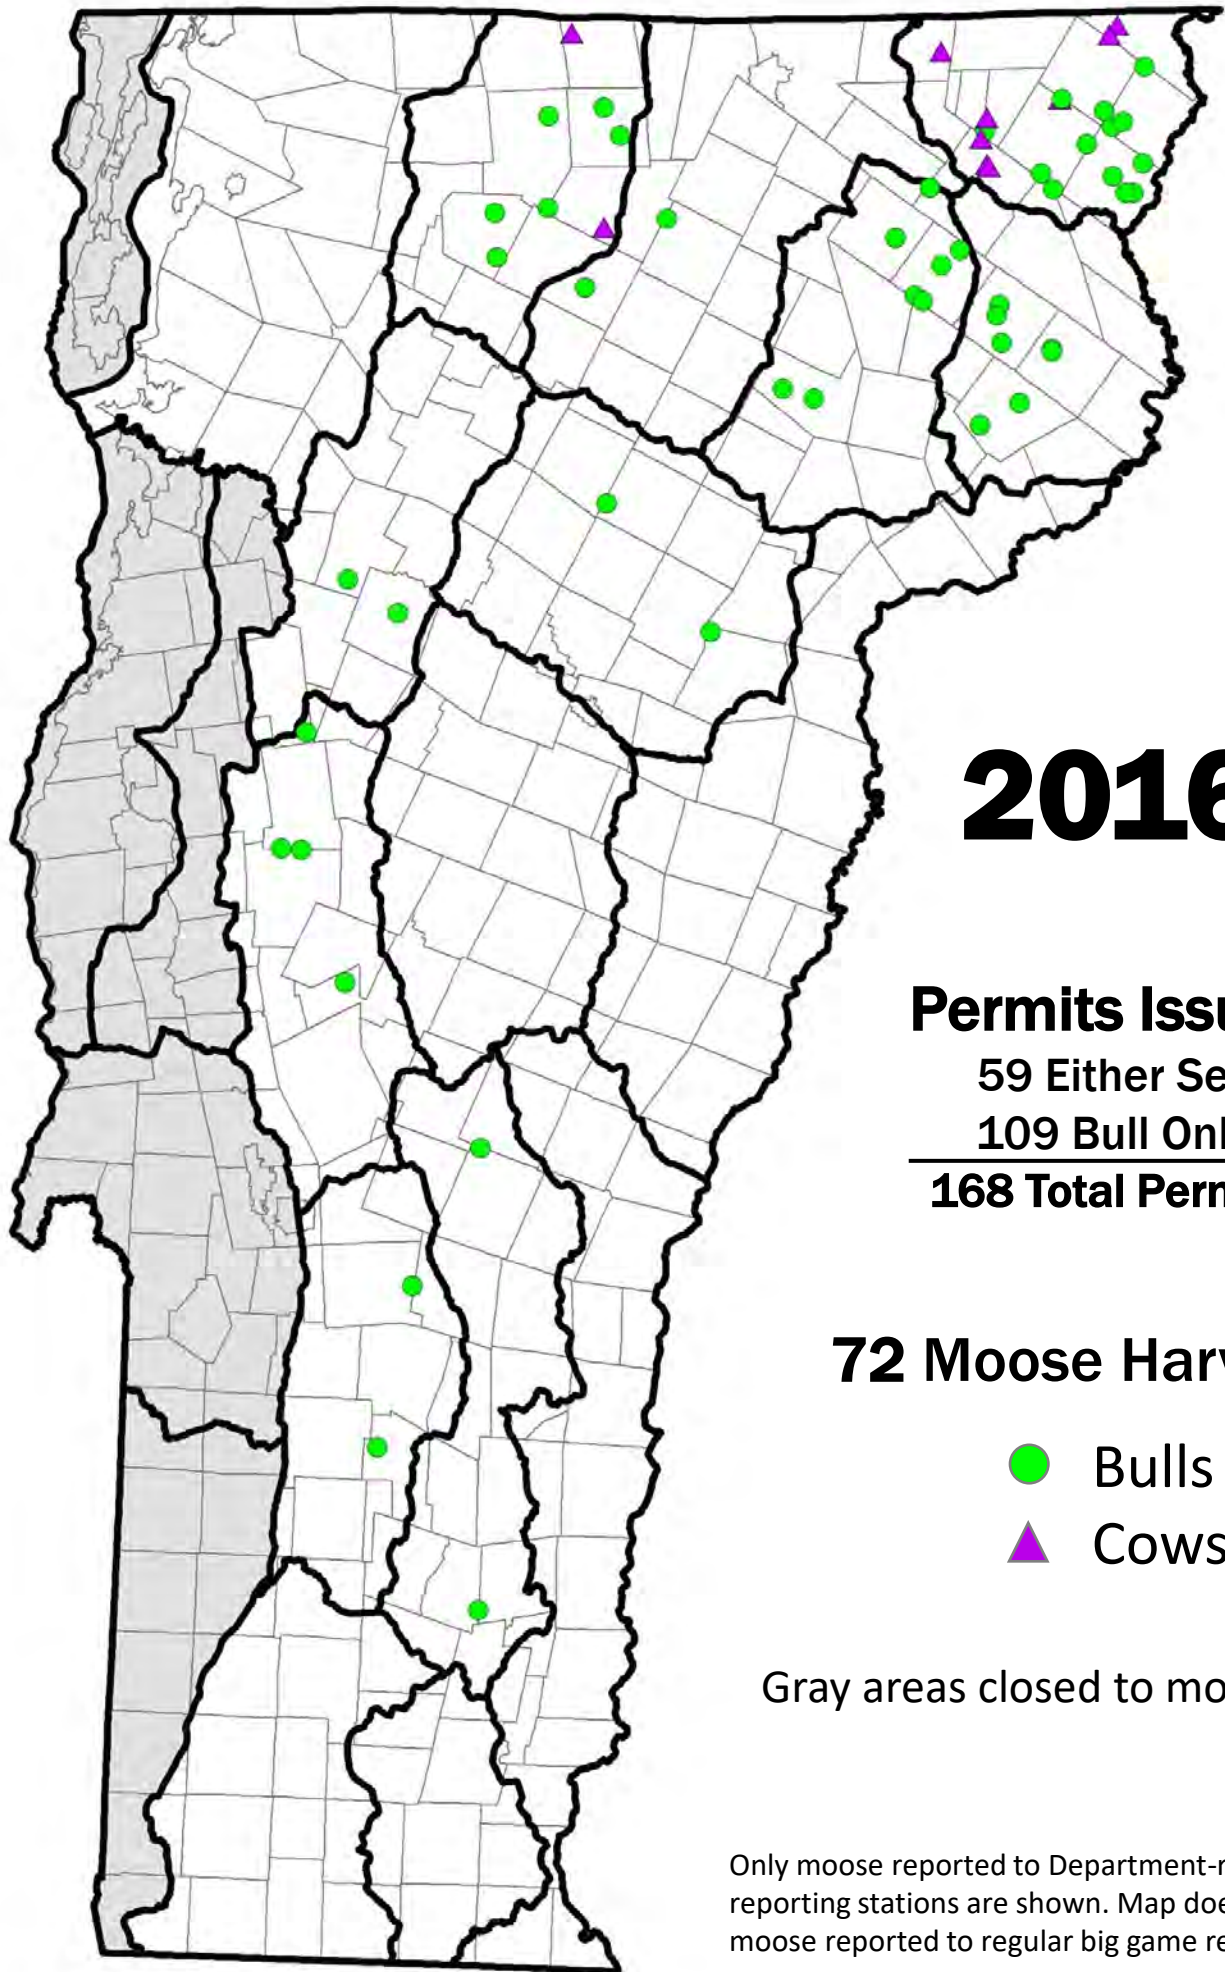 2016
Permits Issu
59 Either Se
109 Bull Onl
168 Total Perm
72 Moose Harv
Bulls
Cows
Gray areas closed to mo
Only moose reported to Department-r
reporting stations are shown. Map doe
moose reported to regular big game re